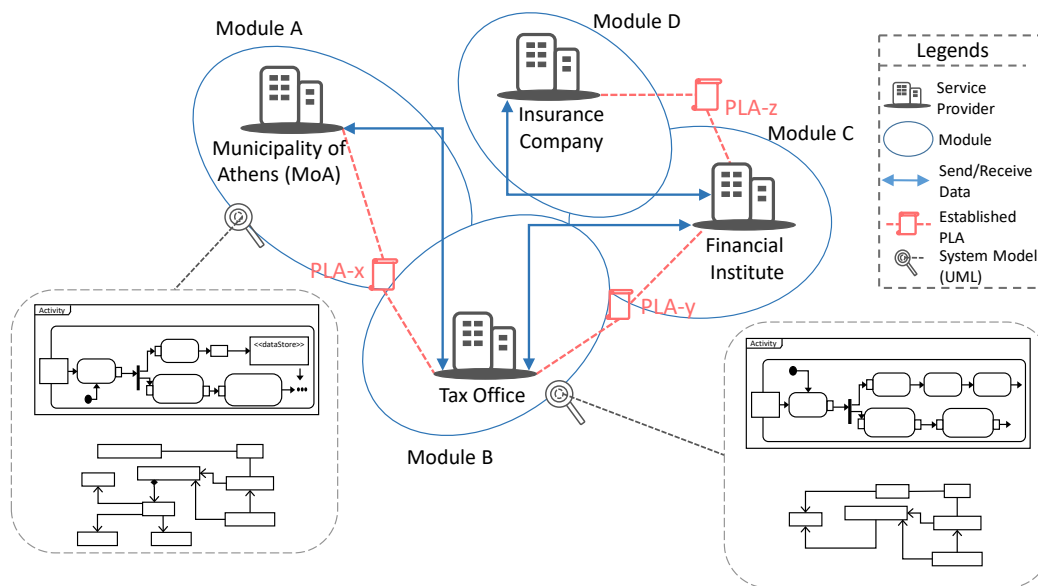 Module A
Module D
Legends
Service
Provider
Module
Send/Receive
Data
Established
PLA
System Model
(UML)
Municipality of
Athens (MoA)
Insurance
Company
PLA-z
Module C
Financial
Institute
PLA-x
PLA-y
Tax Office
Module B
Activity
<<dataStore>>
Activity